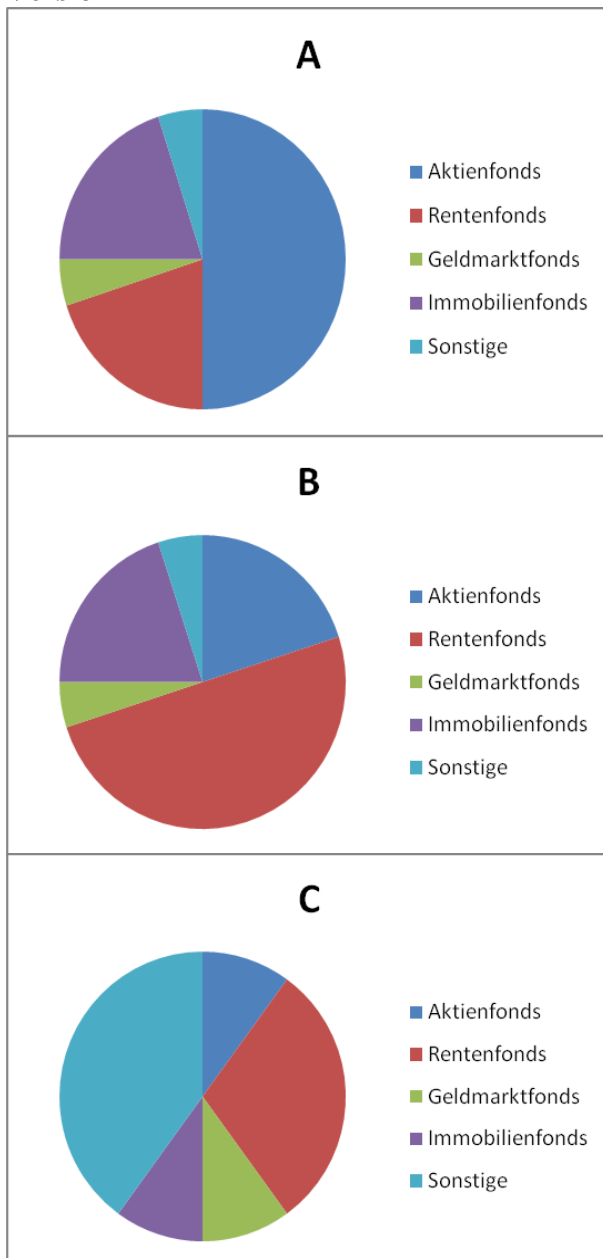 A
Aktienfonds
Rentenfonds
Geldmarktfonds
Immobilienfonds
Sonstige
B
Aktienfonds
Rentenfonds
Geldmarktfonds
Immobilienfonds
Sonstige
C
Aktienfonds
Rentenfonds
Geldmarktfonds
Immobilienfonds
Sonstige